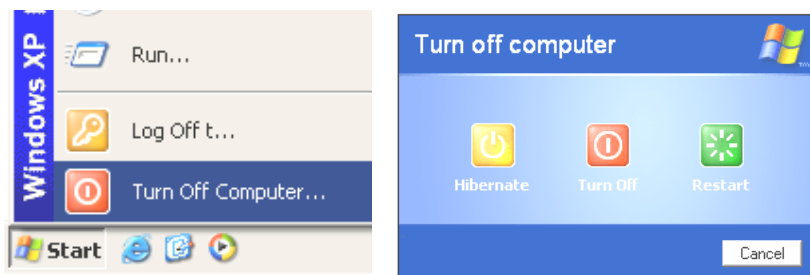 Windows XP
Run...
Log Off t...
Turn Off Computer...
Start
Turn off computer
Hibernate
Turn Off
Restart
Cancel